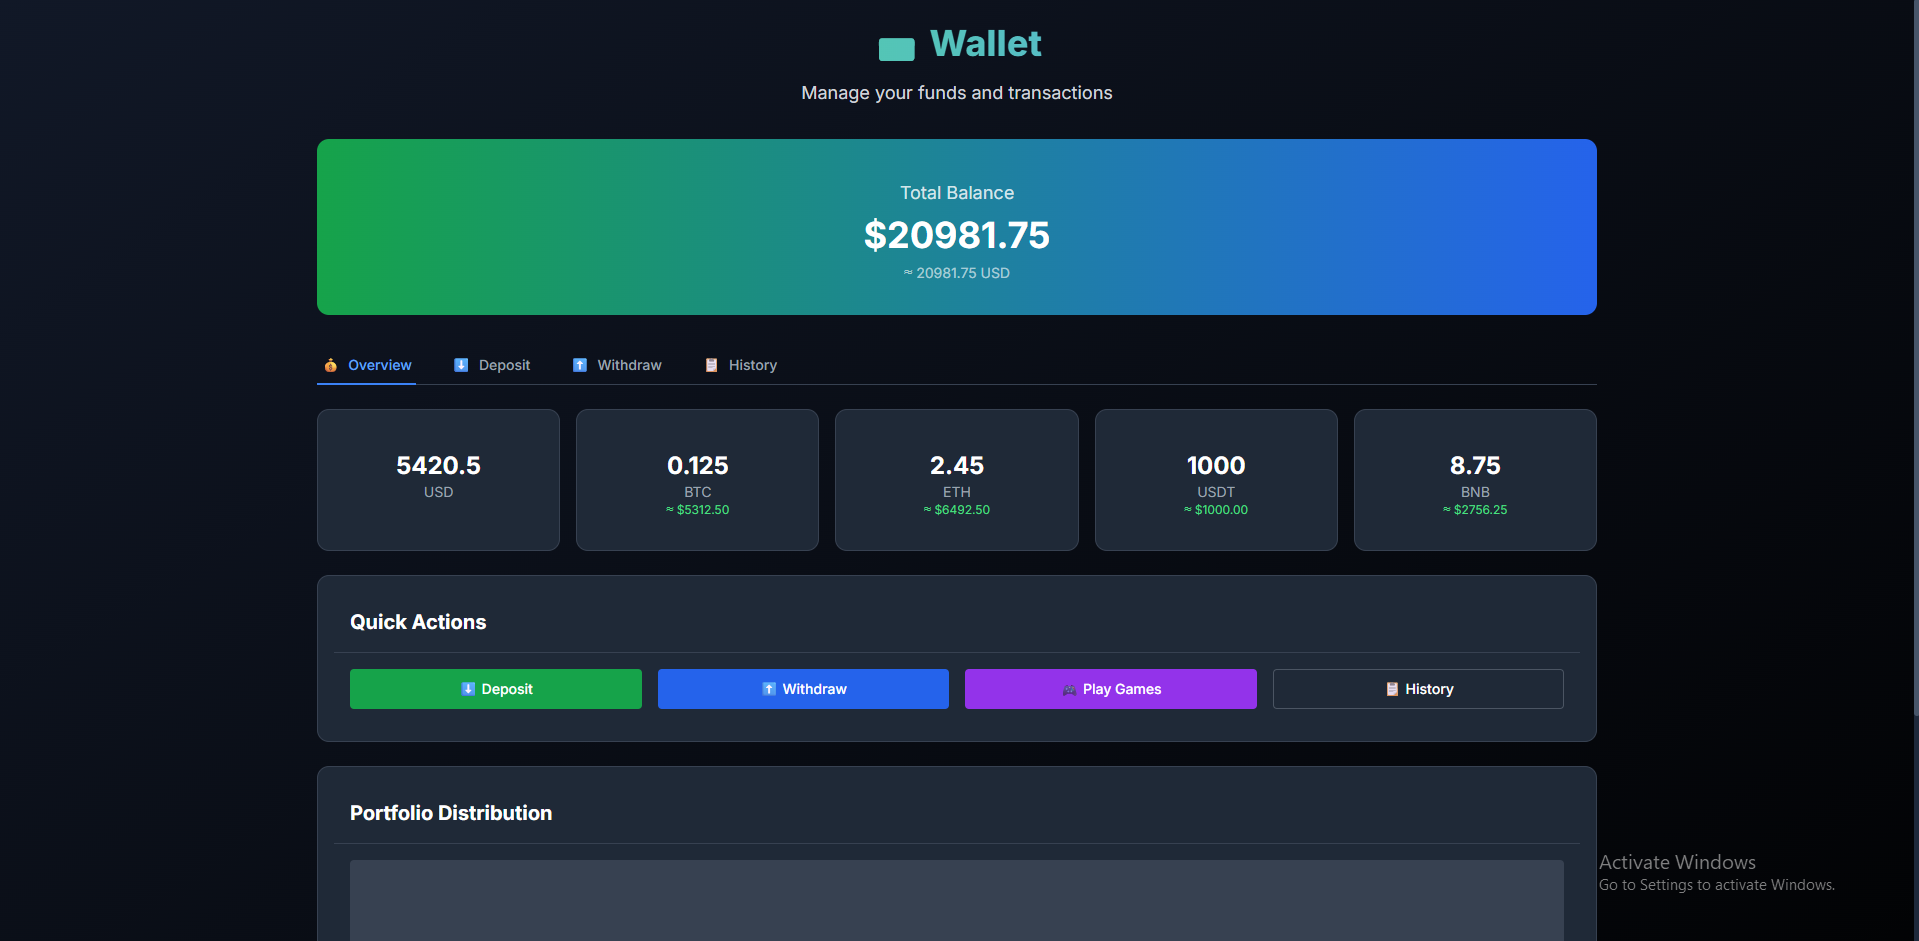 Wallet
Manage your funds and transactions
Total Balance
$20981.75
≈ 20981.75 USD
Overview
Deposit
Withdraw
History
5420.5
USD
0.125
BTC
≈ $5312.50
2.45
ETH
≈ $6492.50
1000
USDT
≈ $1000.00
8.75
BNB
≈ $2756.25
Quick Actions
Deposit
Withdraw
Play Games
History
Portfolio Distribution
Activate Windows
Go to Settings to activate Windows.